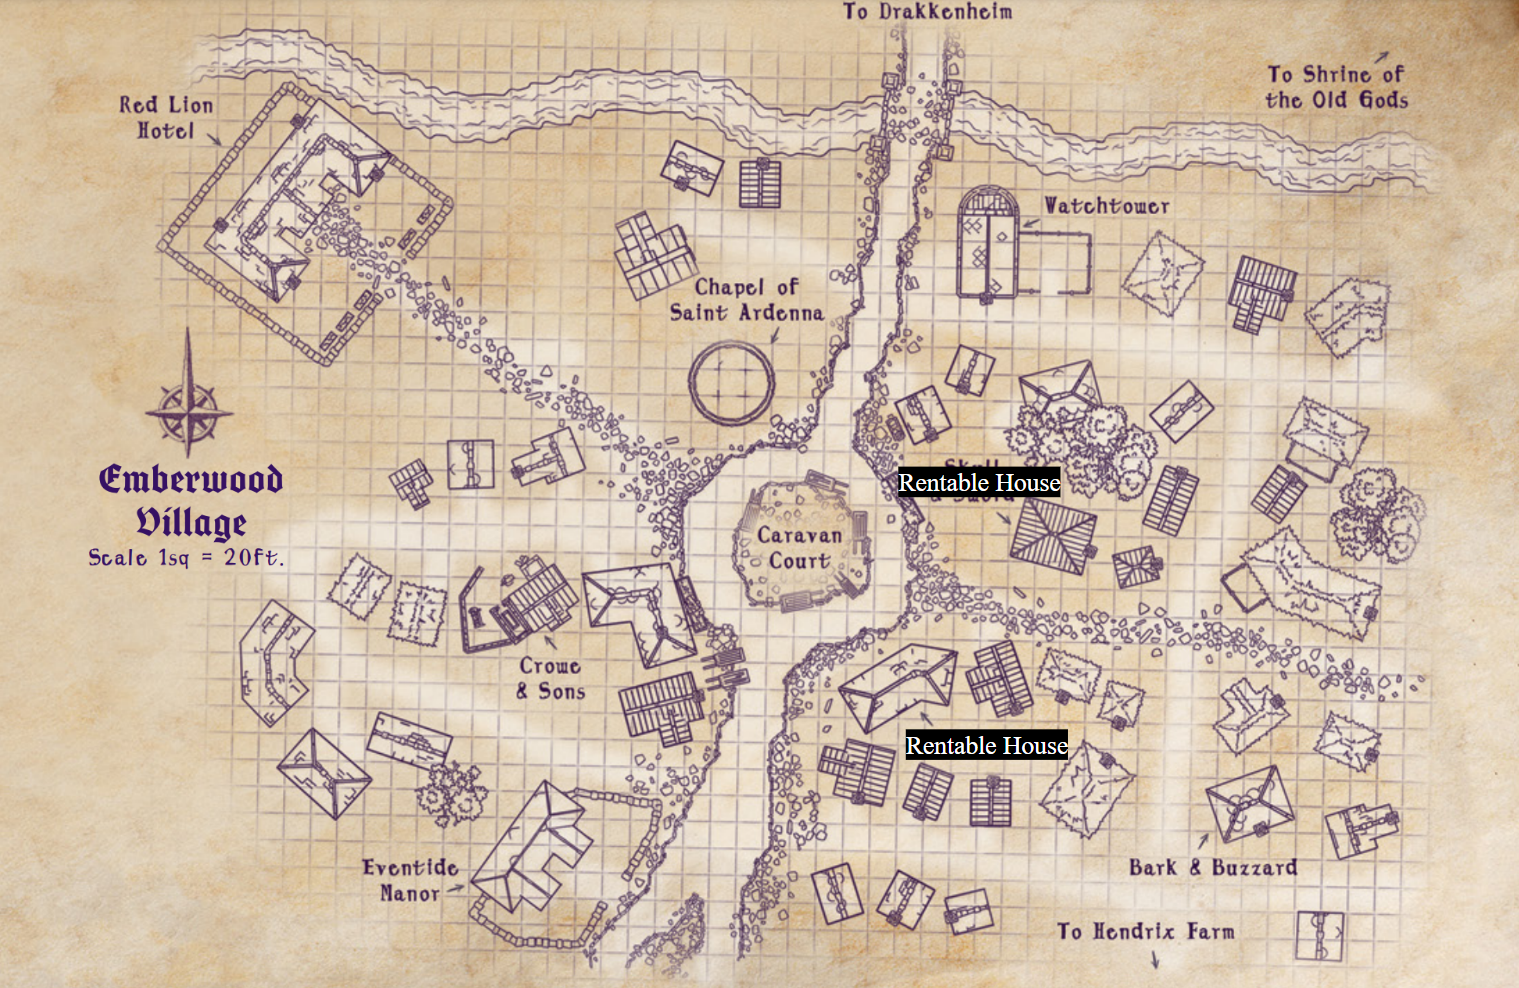 To Drakkenheim
To Shrine of
the Old Gods
Red Lion
Hotel
Watchtower
Chapel of
Saint Ardenna
Emberwood
Village
Scale 1sq = 20ft.
Rentable House
Caravan
Court
Crowe
& Sons
Rentable House
Eventide
Manor
Bark & Buzzard
To Hendrix Farm